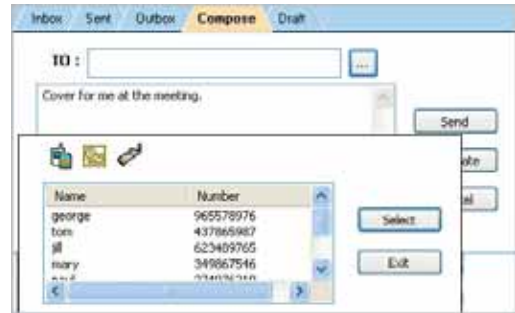 Inbox Sent Outbox Compose Draft
TO : ...
Cover for me at the meeting.
Send
Name Number
george 965578976
tom 437865987
jill 623489765
mary 349867546
Select
Exit